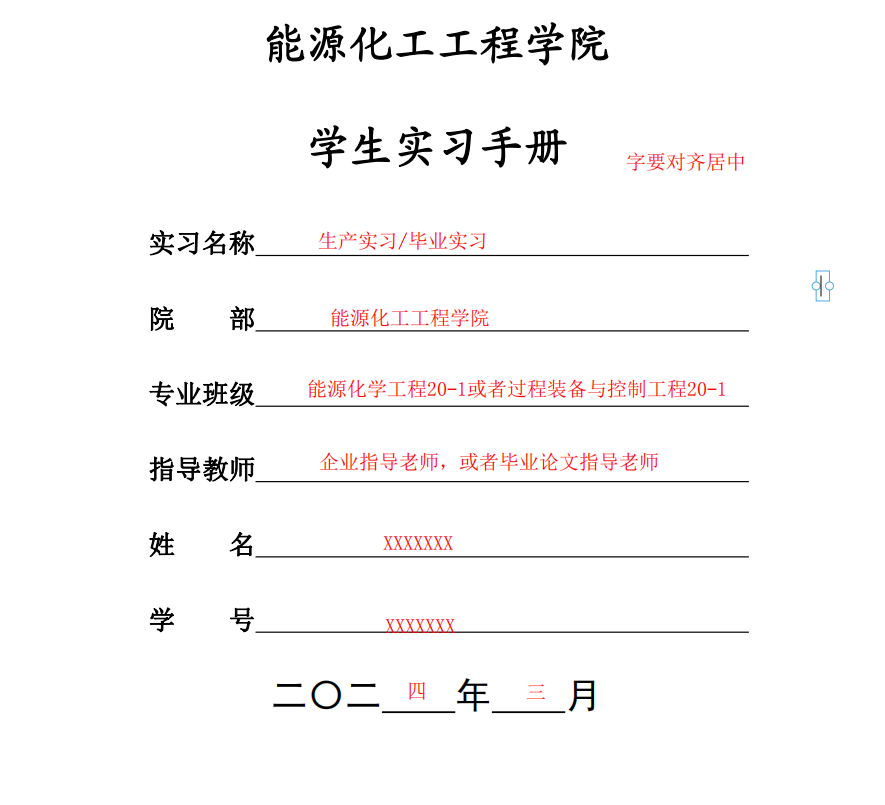 能源化工工程学院
学生实习手册
字要对齐居中
实习名称 生产实习/毕业实习
院 部 能源化工工程学院
专业班级 能源化学工程20-1或者过程装备与控制工程20-1
指导教师 企业指导老师，或者毕业论文指导老师
姓 名 XXXXXXX
学 号 XXXXXXX
二〇二四年三月